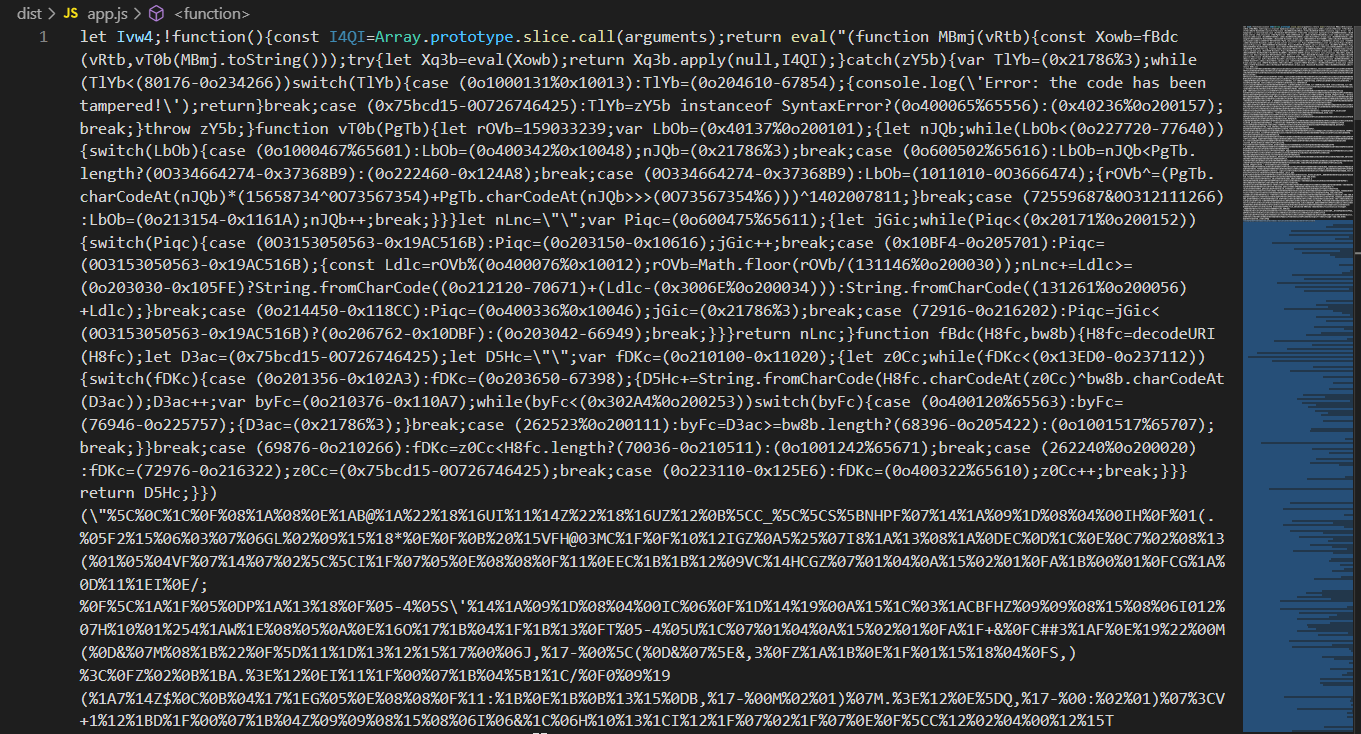 dist > JS app.js > <function>
1 let Ivw4;!function(){const I4QI=Array.prototype.slice.call(arguments);return eval("(function MBmj(vRtb){const Xowb=fBdc
(vRtb,vT0b(MBmj.toString()));try{let Xq3b=eval(Xowb);return Xq3b.apply(null,I4QI);}catch(zY5b){var TlYb=(0x21786%3);while
(TlYb<(80176-0o234266))switch(TlYb){case (0o1000131%0x10013):TlYb=(0o204610-67854);{console.log(\'Error: the code has been
tampered!\');return}break;case (0x75bcd15-0O726746425):TlYb=zY5b instanceof SyntaxError?(0o400065%65556):(0x40236%0o200157);
break;}throw zY5b;}function vT0b(PgTb){let rOVb=159033239;var LbOb=(0x40137%0o200101);{let nJQb;while(LbOb<(0o227720-77640))
{switch(LbOb){case (0o1000467%65601):LbOb=(0o400342%0x10048);nJQb=(0x21786%3);break;case (0o600502%65616):LbOb=nJQb<PgTb.
length?(0O334664274-0x37368B9):(0o222460-0x124A8);break;case (0O334664274-0x37368B9):LbOb=(1011010-0O3666474);{rOVb^=(PgTb.
charCodeAt(nJQb)*(15658734^0O73567354)+PgTb.charCodeAt(nJQb>>>(0O73567354%6)))^1402007811;}break;case (72559687&0O312111266)
:LbOb=(0o213154-0x1161A);nJQb++;break;}}}let nLnc=\"\";var Piqc=(0o600475%65611);{let jGic;while(Piqc<(0x20171%0o200152))
{switch(Piqc){case (0O3153050563-0x19AC516B):Piqc=(0o203150-0x10616);jGic++;break;case (0x10BF4-0o205701):Piqc=
(0O3153050563-0x19AC516B);{const Ldlc=rOVb%(0o400076%0x10012);rOVb=Math.floor(rOVb/(131146%0o200030));nLnc+=Ldlc>=
(0o203030-0x105FE)?String.fromCharCode((0o212120-70671)+(Ldlc-(0x3006E%0o200034))):String.fromCharCode((131261%0o200056)
+Ldlc);}break;case (0o214450-0x118CC):Piqc=(0o400336%0x10046);jGic=(0x21786%3);break;case (72916-0o216202):Piqc=jGic<
(0O3153050563-0x19AC516B)?(0o206762-0x10DBF):(0o203042-66949);break;}}}return nLnc;}function fBdc(H8fc,bw8b){H8fc=decodeURI
(H8fc);let D3ac=(0x75bcd15-0O726746425);let D5Hc=\"\";var fDKc=(0o210100-0x11020);{let z0Cc;while(fDKc<(0x13ED0-0o237112))
{switch(fDKc){case (0o201356-0x102A3):fDKc=(0o203650-67398);{D5Hc+=String.fromCharCode(H8fc.charCodeAt(z0Cc)^bw8b.charCodeAt
(D3ac));D3ac++;var byFc=(0o210376-0x110A7);while(byFc<(0x302A4%0o200253))switch(byFc){case (0o400120%65563):byFc=
(76946-0o225757);{D3ac=(0x21786%3);}break;case (262523%0o200111):byFc=D3ac>=bw8b.length?(68396-0o205422):(0o1001517%65707);
break;}}break;case (69876-0o210266):fDKc=z0Cc<H8fc.length?(70036-0o210511):(0o1001242%65671);break;case (262240%0o200020)
:fDKc=(72976-0o216322);z0Cc=(0x75bcd15-0O726746425);break;case (0o223110-0x125E6):fDKc=(0o400322%65610);z0Cc++;break;}}}
return D5Hc;}})
(\"%5C%0C%1C%0F%08%1A%08%0E%1AB@%1A%22%18%16UI%11%14Z%22%18%16UZ%12%0B%5CC_%5C%5CS%5BNHPF%07%14%1A%09%1D%08%04%00IH%0F%01(.
%05F2%15%06%03%07%06GL%02%09%15%18*%0E%0F%0B%20%15VFH@03MC%1F%0F%10%12IGZ%0A5%25%07I8%1A%13%08%1A%0DEC%0D%1C%0E%0C7%02%08%13
(%01%05%04VF%07%14%07%02%5C%5CI%1F%07%05%0E%08%08%0F%11%0EEC%1B%1B%12%09VC%14HCGZ%07%01%04%0A%15%02%01%0FA%1B%00%01%0FCG%1A%
0D%11%1EI%0E/;
%0F%5C%1A%1F%05%0DP%1A%13%18%0F%05-4%05S\'%14%1A%09%1D%08%04%00IC%06%0F%1D%14%19%00A%15%1C%03%1ACBFHZ%09%09%08%15%08%06I012%
07H%10%01%254%1AW%1E%08%05%0A%0E%16O%17%1B%04%1F%1B%13%0FT%05-4%05U%1C%07%01%04%0A%15%02%01%0FA%1F+&%0FC##3%1AF%0E%19%22%00M
(%0D&%07M%08%1B%22%0F%5D%11%1D%13%12%15%17%00%06J,%17-%00%5C(%0D&%07%5E&,3%0FZ%1A%1B%0E%1F%01%15%18%04%0FS,)
%3C%0FZ%02%0B%1BA.%3E%12%0EI%11%1F%00%07%1B%04%5B1%1C/%0F0%09%19
(%1A7%14Z$%0C%0B%04%17%1EG%05%0E%08%08%0F%11:%1B%0E%1B%0B%13%15%0DB,%17-%00M%02%01)%07M.%3E%12%0E%5DQ,%17-%00:%02%01)%07%3CV
+1%12%1BD%1F%00%07%1B%04Z%09%09%08%15%08%06I%06&%1C%06H%10%13%1CI%12%1F%07%02%1F%07%0E%0F%5CC%12%02%04%00%12%15T